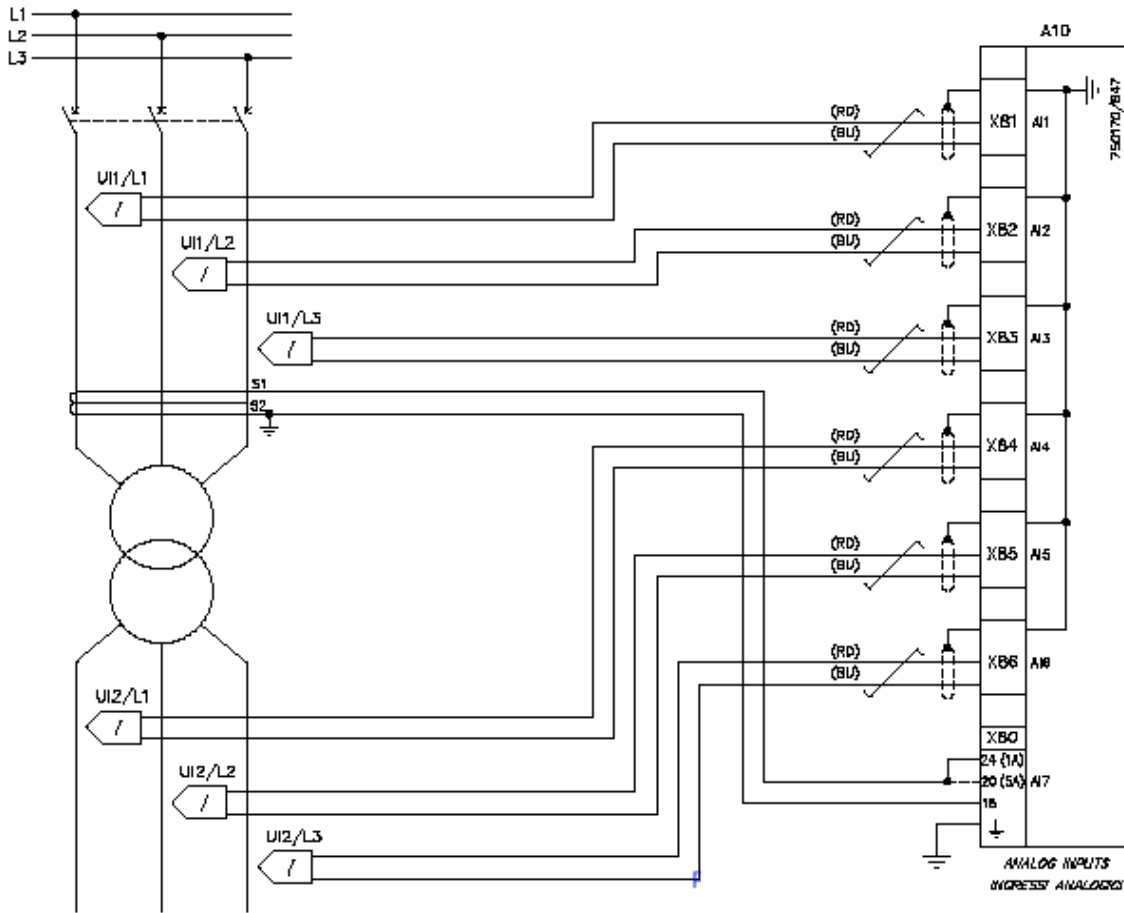 L1
L2
L3
A10
750170/847
(RD)
(BU)
XB1 AI1
UI1/L1
(RD)
(BU)
XB2 AI2
UI1/L2
(RD)
(BU)
XB3 AI3
UI1/L3
S1
S2
(RD)
(BU)
XB4 AI4
(RD)
(BU)
XB5 AI5
(RD)
(BU)
XB6 AI6
UI2/L1
XB0
24 (1A)
UI2/L2
20 (5A) AI7
UI2/L3
ANALOG INPUTS
INGRESSI ANALOGICI